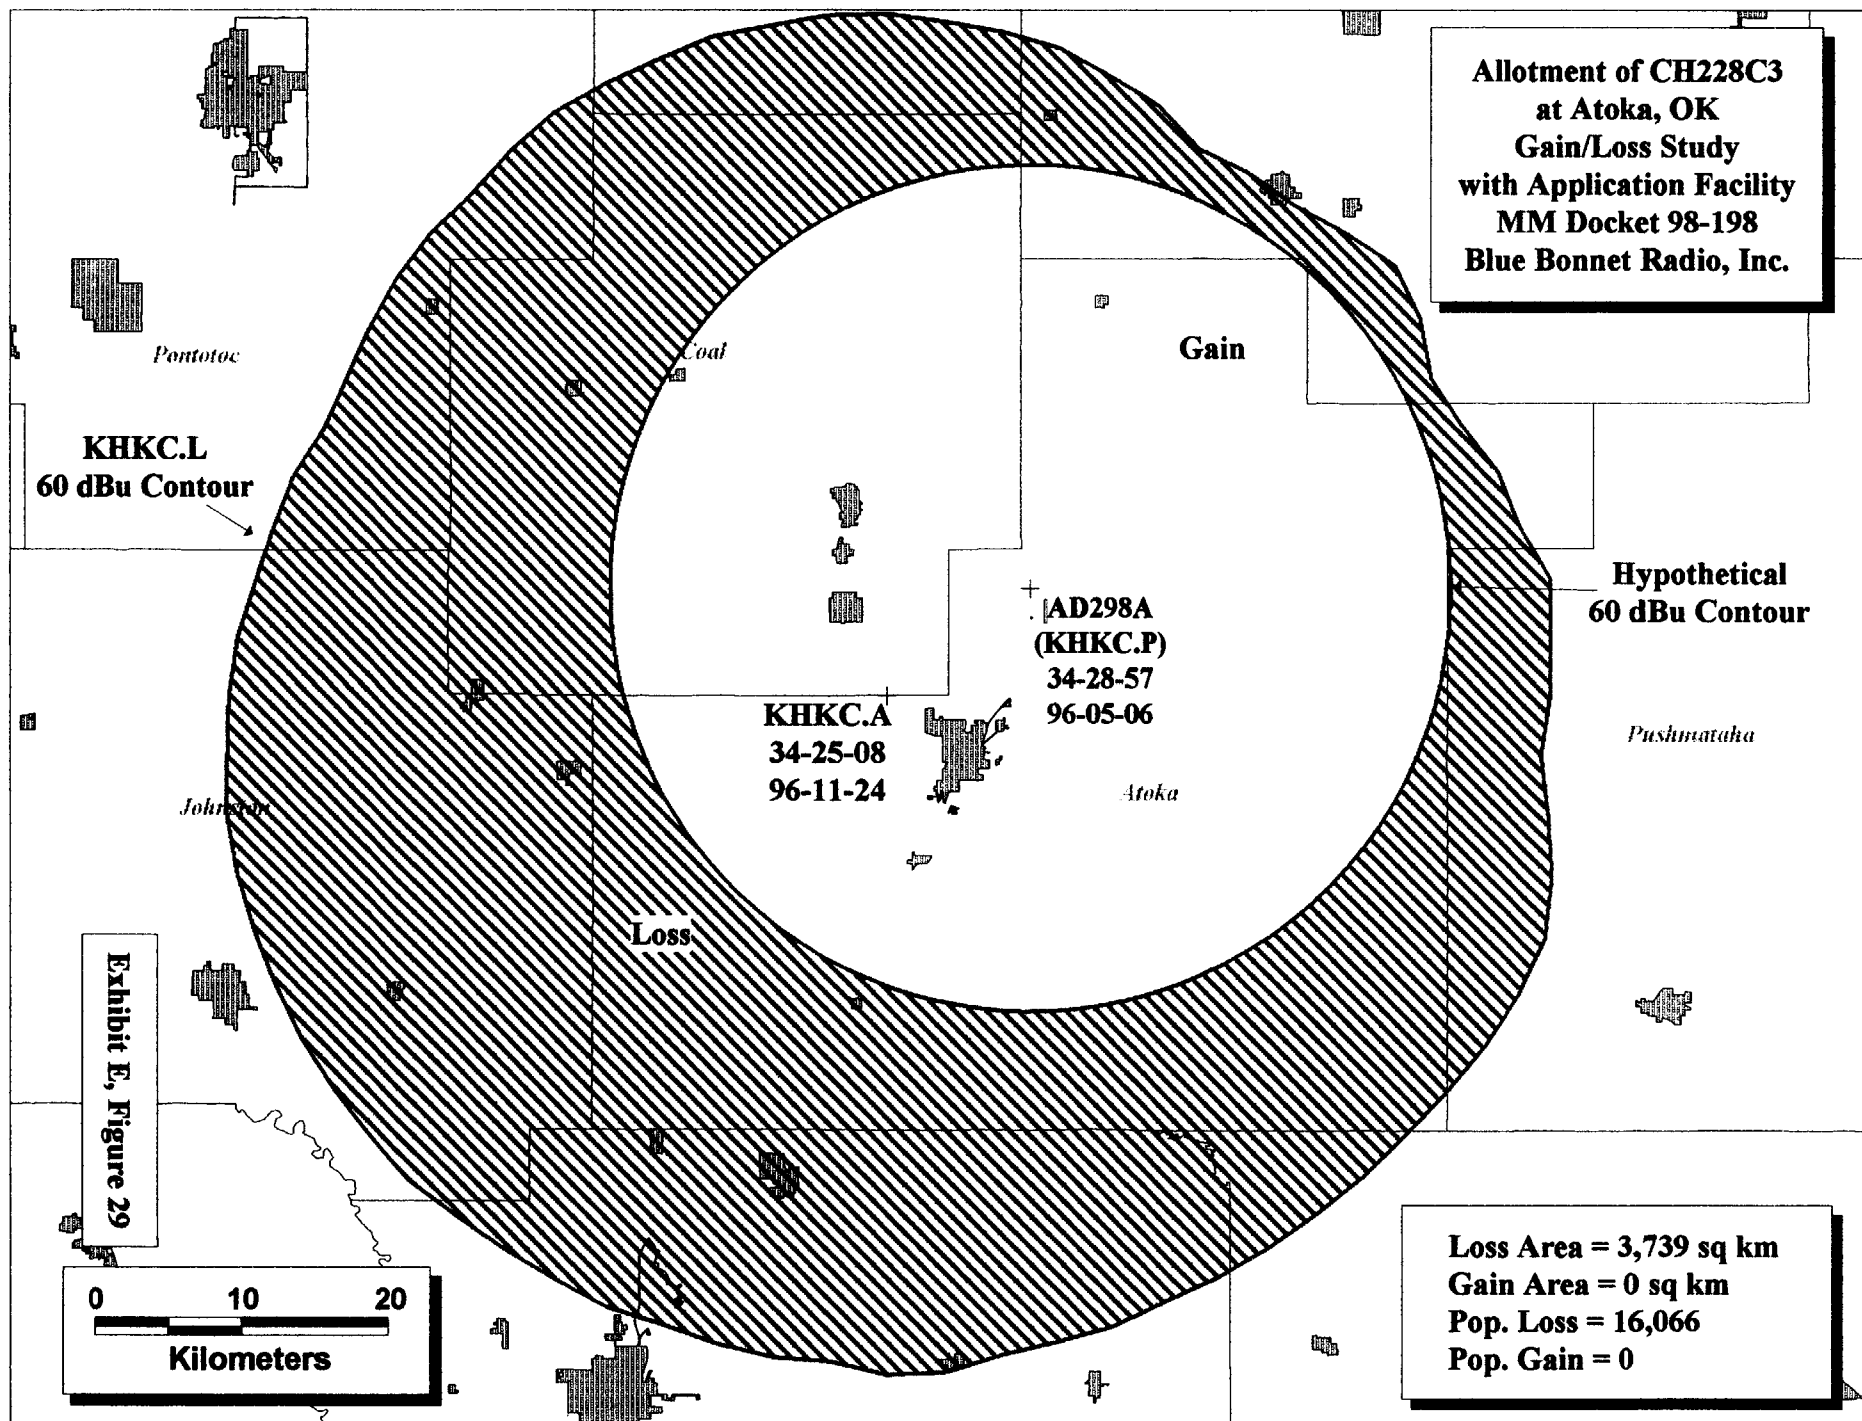 Allotment of CH228C3
at Atoka, OK
Gain/Loss Study
with Application Facility
MM Docket 98-198
Blue Bonnet Radio, Inc.
Pontotoc
Coal
Gain
KHKC.L
60 dBu Contour
Hypothetical
60 dBu Contour
AD298A
(KHKC.P)
34-28-57
96-05-06
KHKC.A
34-25-08
96-11-24
Pushmataha
Johnston
Atoka
Loss
Exhibit E, Figure 29
0 10 20
Kilometers
Loss Area = 3,739 sq km
Gain Area = 0 sq km
Pop. Loss = 16,066
Pop. Gain = 0